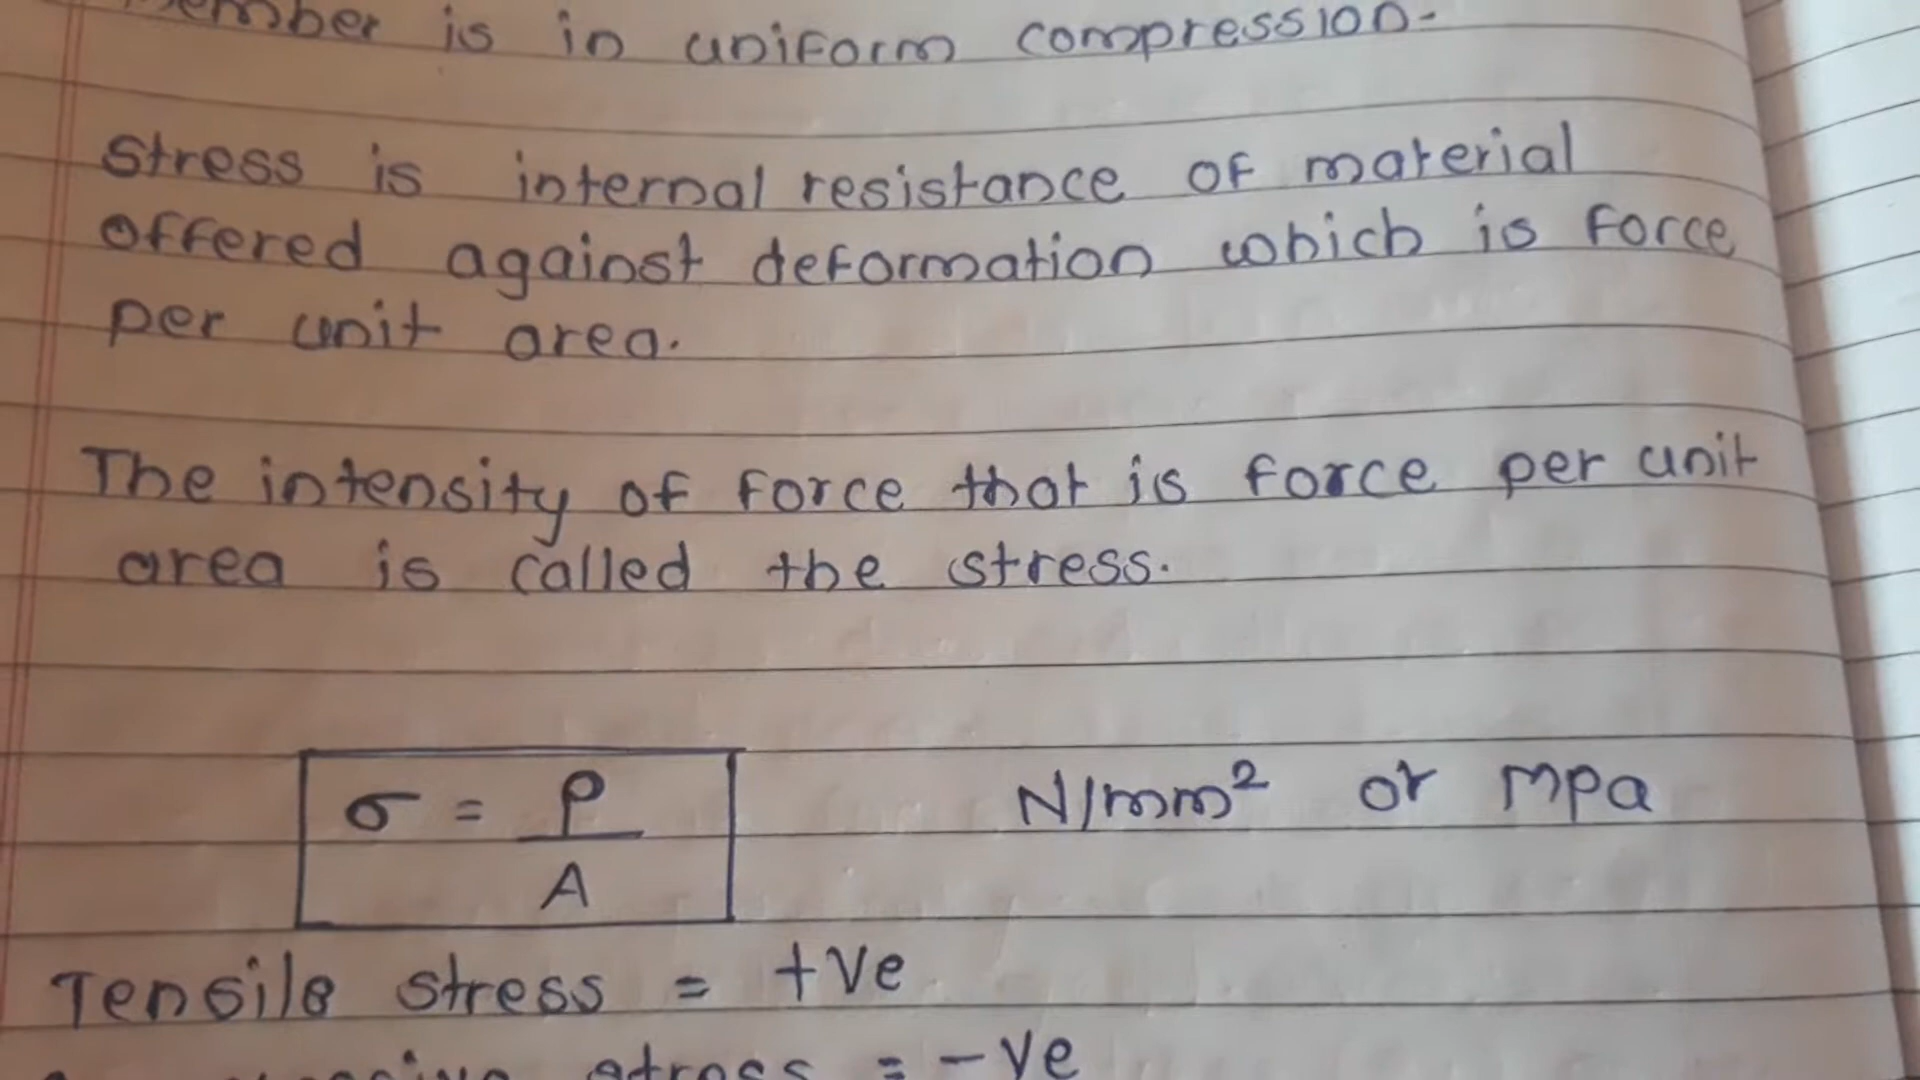 is in uniform compression-
Stress is internal resistance of material
offered against deformation which is force
per unit area.
The intensity of force that is force per unit
area is called the stress.
σ = P
A
N/mm² or mpa
Tensile stress = +ve
stress = -ve